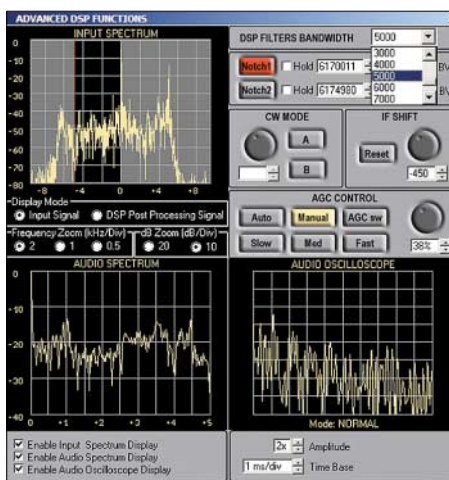 ADVANCED DSP FUNCTIONS
INPUT SPECTRUM
0
-10
-20
-30
-40
-50
-60
-70
-80
-8 -4 0 +4 +8
Display Mode
Input Signal DSP Post Processing Signal
Frequency Zoom (kHz/Div) dB Zoom (dB/Div)
2 1 0.5 20 10
DSP FILTERS BANDWIDTH 5000
3000
4000
5000
6000
7000
Notch1 Hold 6170011 BV
Notch2 Hold 6174980 BV
CW MODE
A
B
IF SHIFT
Reset
-450
AGC CONTROL
Auto Manual AGC sw
Slow Med Fast
38%
AUDIO SPECTRUM
0
-10
-20
-30
-40
0 +1 +2 +3 +4 +5
AUDIO OSCILLOSCOPE
Mode: NORMAL
Enable Input Spectrum Display
Enable Audio Spectrum Display
Enable Audio Oscilloscope Display
2x Amplitude
1 ms/div Time Base